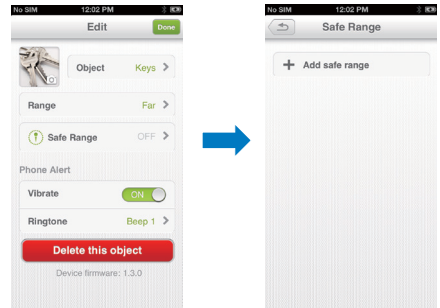 No SIM 12:02 PM
Edit Done
Object Keys
Range Far
Safe Range OFF
Phone Alert
Vibrate ON
Ringtone Beep 1
Delete this object
Device firmware: 1.3.0
No SIM 12:02 PM
Safe Range
Add safe range